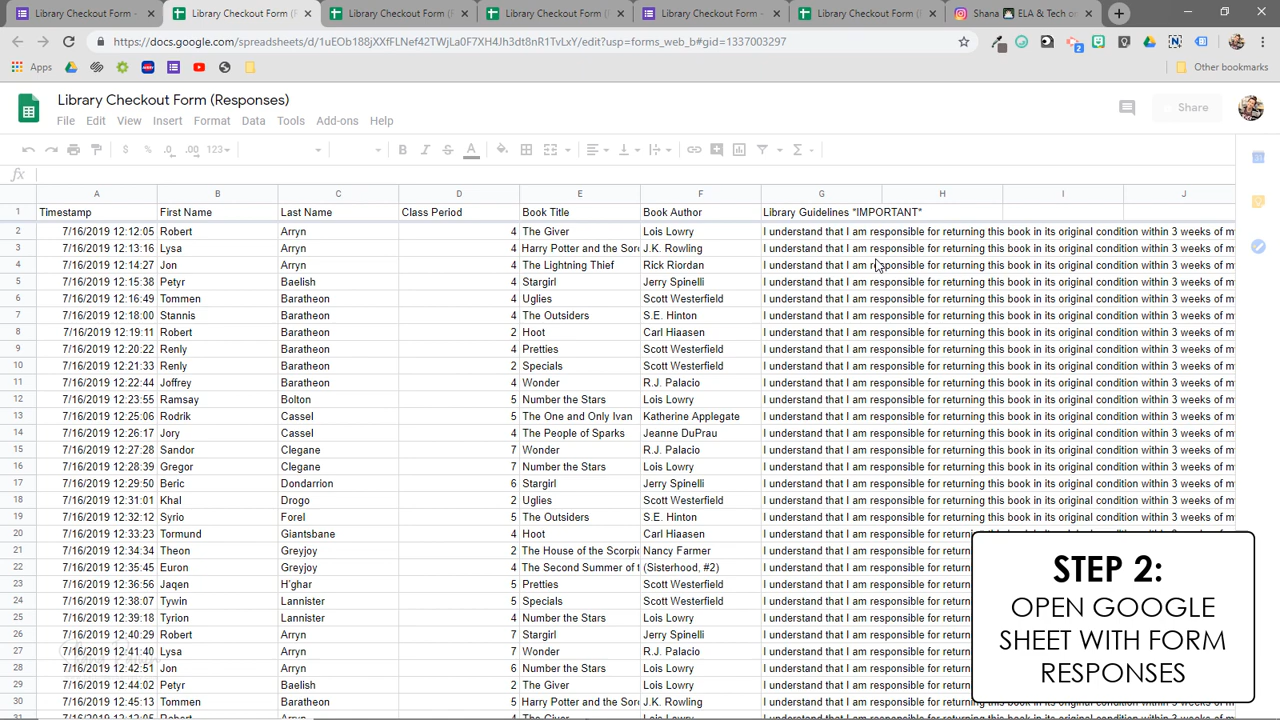 Library Checkout Form
Library Checkout Form (R
Library Checkout Form (Respons
Library Checkout Form (Respons
Library Checkout Form
Library Checkout Form (Respons
Shana ELA & Tech
https://docs.google.com/spreadsheets/d/1uEOb188jXXfFLNef42TWjLa0F7XH4Jh3dt8nR1TvLxY/edit?usp=forms_web_b#gid=1337003297
Apps
Other bookmarks
Library Checkout Form (Responses)
File Edit View Insert Format Data Tools Add-ons Help
Share
$ % .0 .00 123
fx
A B C D E F G H I J
1 Timestamp First Name Last Name Class Period Book Title Book Author Library Guidelines *IMPORTANT*
2 7/16/2019 12:12:05 Robert Arryn 4 The Giver Lois Lowry I understand that I am responsible for returning this book in its original condition within 3 weeks of m
3 7/16/2019 12:13:16 Lysa Arryn 4 Harry Potter and the Sorc J.K. Rowling I understand that I am responsible for returning this book in its original condition within 3 weeks of m
4 7/16/2019 12:14:27 Jon Arryn 4 The Lightning Thief Rick Riordan I understand that I am responsible for returning this book in its original condition within 3 weeks of m
5 7/16/2019 12:15:38 Petyr Baelish 4 Stargirl Jerry Spinelli I understand that I am responsible for returning this book in its original condition within 3 weeks of m
6 7/16/2019 12:16:49 Tommen Baratheon 4 Uglies Scott Westerfield I understand that I am responsible for returning this book in its original condition within 3 weeks of m
7 7/16/2019 12:18:00 Stannis Baratheon 4 The Outsiders S.E. Hinton I understand that I am responsible for returning this book in its original condition within 3 weeks of m
8 7/16/2019 12:19:11 Robert Baratheon 2 Hoot Carl Hiaasen I understand that I am responsible for returning this book in its original condition within 3 weeks of m
9 7/16/2019 12:20:22 Renly Baratheon 4 Pretties Scott Westerfield I understand that I am responsible for returning this book in its original condition within 3 weeks of m
10 7/16/2019 12:21:33 Renly Baratheon 2 Specials Scott Westerfield I understand that I am responsible for returning this book in its original condition within 3 weeks of m
11 7/16/2019 12:22:44 Joffrey Baratheon 4 Wonder R.J. Palacio I understand that I am responsible for returning this book in its original condition within 3 weeks of m
12 7/16/2019 12:23:55 Ramsay Bolton 5 Number the Stars Lois Lowry I understand that I am responsible for returning this book in its original condition within 3 weeks of m
13 7/16/2019 12:25:06 Rodrik Cassel 5 The One and Only Ivan Katherine Applegate I understand that I am responsible for returning this book in its original condition within 3 weeks of m
14 7/16/2019 12:26:17 Jory Cassel 4 The People of Sparks Jeanne DuPrau I understand that I am responsible for returning this book in its original condition within 3 weeks of m
15 7/16/2019 12:27:28 Sandor Clegane 7 Wonder R.J. Palacio I understand that I am responsible for returning this book in its original condition within 3 weeks of m
16 7/16/2019 12:28:39 Gregor Clegane 7 Number the Stars Lois Lowry I understand that I am responsible for returning this book in its original condition within 3 weeks of m
17 7/16/2019 12:29:50 Beric Dondarrion 6 Stargirl Jerry Spinelli I understand that I am responsible for returning this book in its original condition within 3 weeks of m
18 7/16/2019 12:31:01 Khal Drogo 2 Uglies Scott Westerfield I understand that I am responsible for returning this book in its original condition within 3 weeks of m
19 7/16/2019 12:32:12 Syrio Forel 5 The Outsiders S.E. Hinton I understand that I am responsible for returning this book in its original condition within 3 weeks of m
20 7/16/2019 12:33:23 Tormund Giantsbane 4 Hoot Carl Hiaasen I understand that I am responsible for returning
21 7/16/2019 12:34:34 Theon Greyjoy 2 The House of the Scorpio Nancy Farmer I understand that I am responsible for return
22 7/16/2019 12:35:45 Euron Greyjoy 4 The Second Summer of t (Sisterhood, #2) I understand that I am responsible for return
23 7/16/2019 12:36:56 Jaqen H'ghar 5 Pretties Scott Westerfield I understand that I am responsible for return
24 7/16/2019 12:38:07 Tywin Lannister 5 Specials Scott Westerfield I understand that I am responsible for return
25 7/16/2019 12:39:18 Tyrion Lannister 5 Number the Stars Lois Lowry I understand that I am responsible for return
26 7/16/2019 12:40:29 Robert Arryn 7 Stargirl Jerry Spinelli I understand that I am responsible for return
27 7/16/2019 12:41:40 Lysa Arryn 7 Wonder R.J. Palacio I understand that I am responsible for return
28 7/16/2019 12:42:51 Jon Arryn 6 Number the Stars Lois Lowry I understand that I am responsible for return
29 7/16/2019 12:44:02 Petyr Baelish 2 The Giver Lois Lowry I understand that I am responsible for return
30 7/16/2019 12:45:13 Tommen Baratheon 5 Harry Potter and the Sorc J.K. Rowling I understand that I am responsible for return
STEP 2:
OPEN GOOGLE
SHEET WITH FORM
RESPONSES